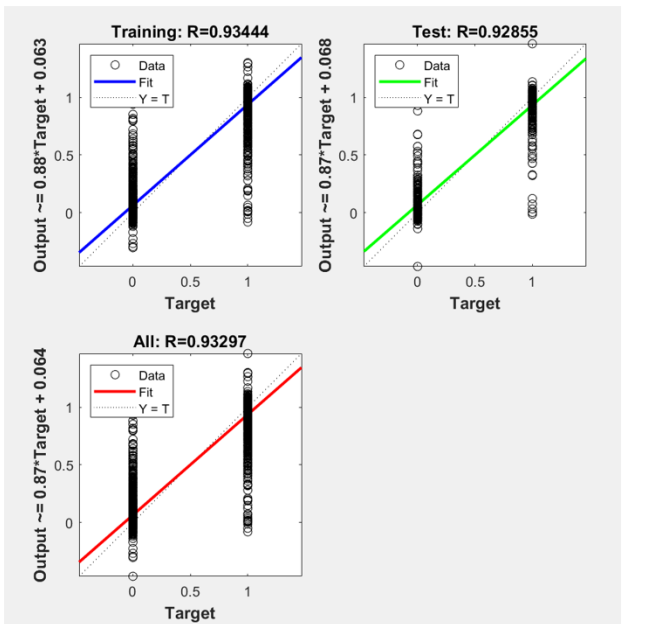 Training: R=0.93444
Output ~= 0.88*Target + 0.063
Data
Fit
Y = T
1
0.5
0
0 0.5 1
Target
Test: R=0.92855
Output ~= 0.87*Target + 0.068
Data
Fit
Y = T
1
0.5
0
0 0.5 1
Target
All: R=0.93297
Output ~= 0.87*Target + 0.064
Data
Fit
Y = T
1
0.5
0
0 0.5 1
Target